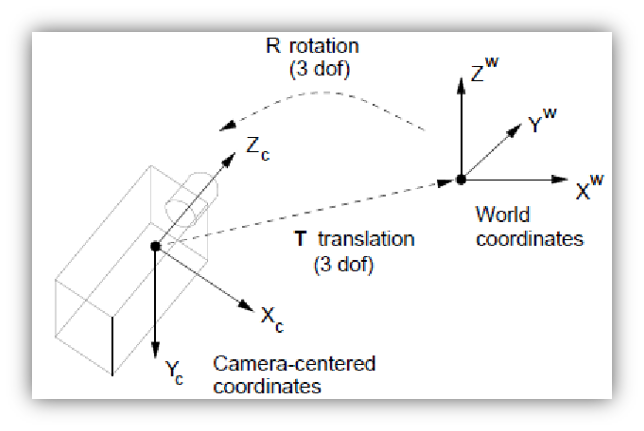 R rotation
(3 dof)
Z^w
Y^w
X^w
Z_c
World
coordinates
T translation
(3 dof)
X_c
Y_c
Camera-centered
coordinates